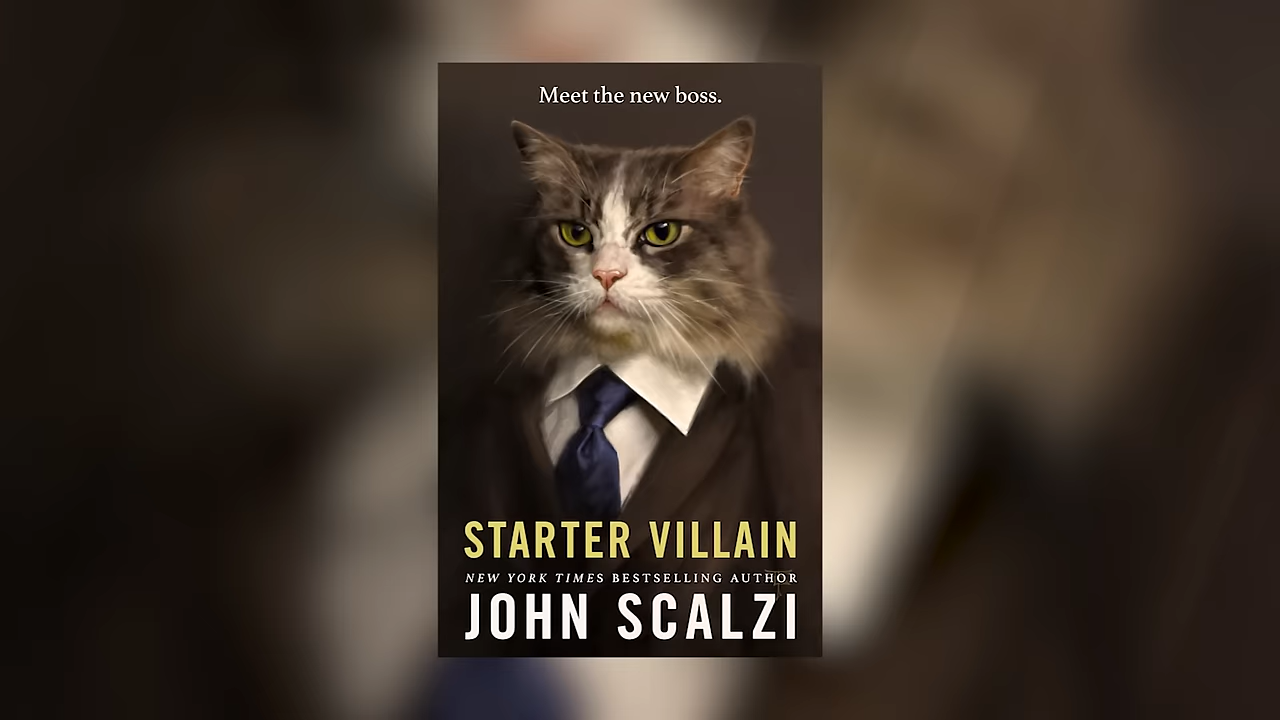 Meet the new boss.
STARTER VILLAIN
NEW YORK TIMES BESTSELLING AUTHOR
JOHN SCALZI